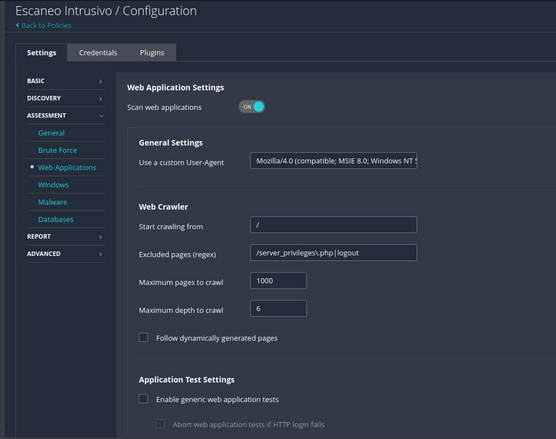 Escaneo Intrusivo / Configuration
Back to Policies
Settings Credentials Plugins
BASIC
DISCOVERY
ASSESSMENT
General
Brute Force
Web Applications
Windows
Malware
Databases
REPORT
ADVANCED
Web Application Settings
Scan web applications ON
General Settings
Use a custom User-Agent Mozilla/4.0 (compatible; MSIE 8.0; Windows NT
Web Crawler
Start crawling from /
Excluded pages (regex) /server_privileges\.php|logout
Maximum pages to crawl 1000
Maximum depth to crawl 6
Follow dynamically generated pages
Application Test Settings
Enable generic web application tests
Abort web application tests if HTTP login fails